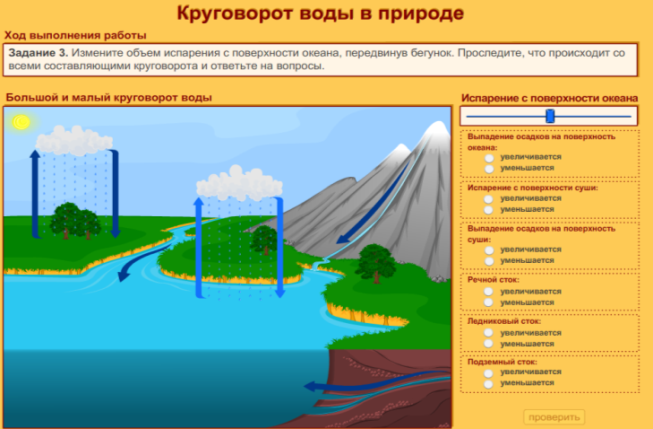 Круговорот воды в природе
Ход выполнения работы
Задание 3. Измените объем испарения с поверхности океана, передвинув бегунок. Проследите, что происходит со
всеми составляющими круговорота и ответьте на вопросы.
Большой и малый круговорот воды
Испарение с поверхности океана
Выпадение осадков на поверхность
океана:
увеличивается
уменьшается
Испарение с поверхности суши:
увеличивается
уменьшается
Выпадение осадков на поверхность
суши:
увеличивается
уменьшается
Речной сток:
увеличивается
уменьшается
Ледниковый сток:
увеличивается
уменьшается
Подземный сток:
увеличивается
уменьшается
проверить